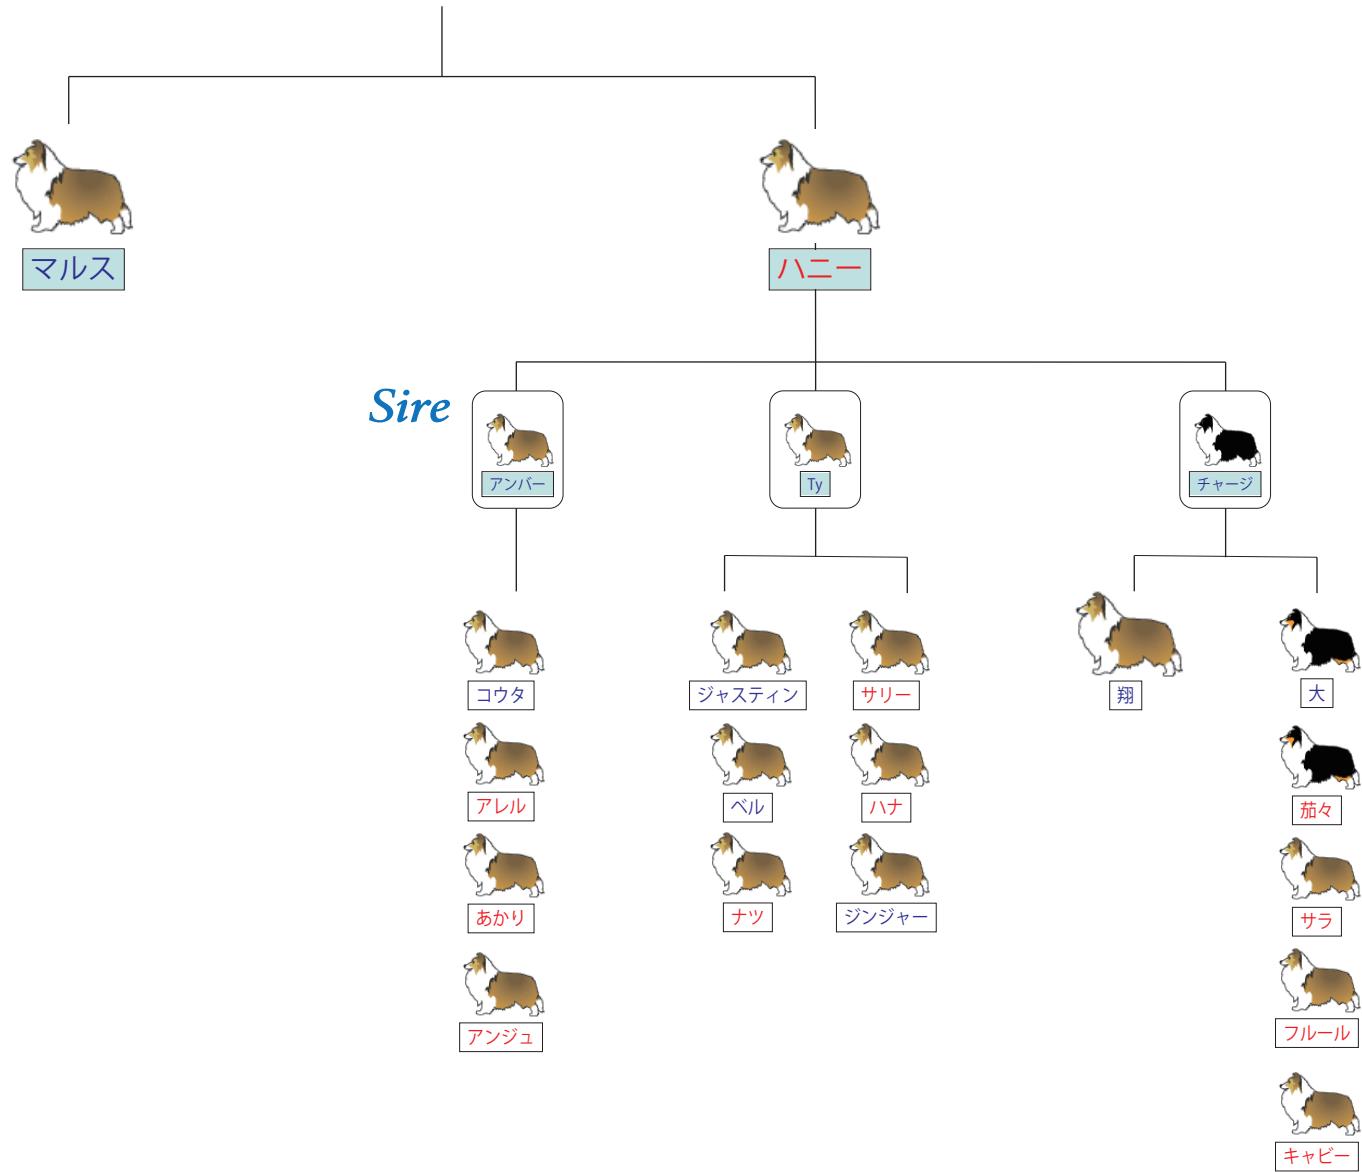 マルス
ハニー
Sire
アンバー
Ty
チャージ
コウタ
ジャスティン
サリー
翔
大
アレル
ベル
ハナ
茄々
あかり
ナツ
ジンジャー
サラ
アンジュ
フルール
キャビー